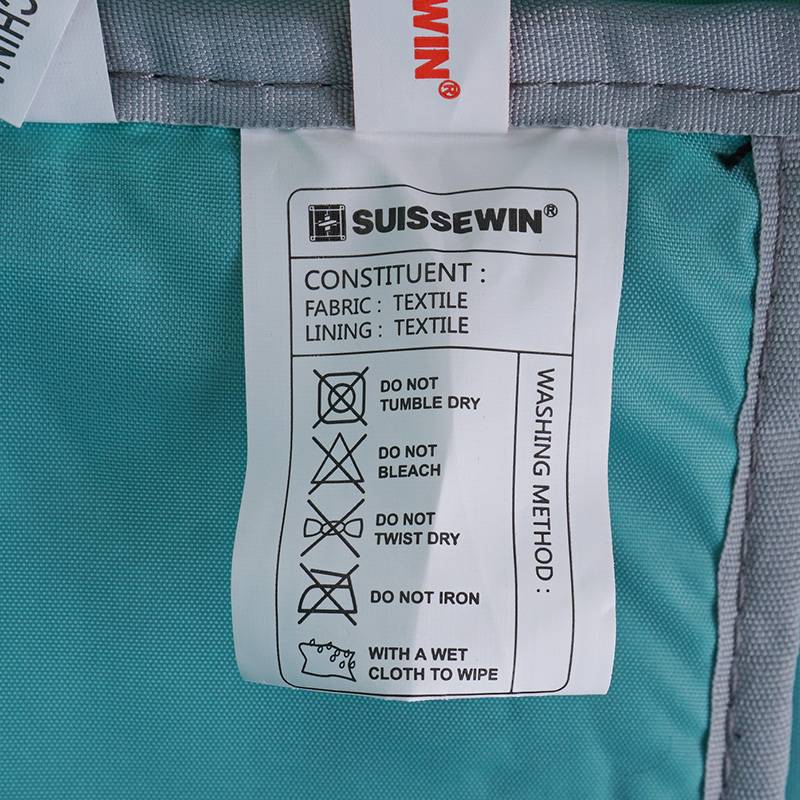 CHINA
WIN®
SUISSEWIN®
CONSTITUENT :
FABRIC : TEXTILE
LINING : TEXTILE
DO NOT
TUMBLE DRY
DO NOT
BLEACH
DO NOT
TWIST DRY
DO NOT IRON
WITH A WET
CLOTH TO WIPE
WASHING METHOD :